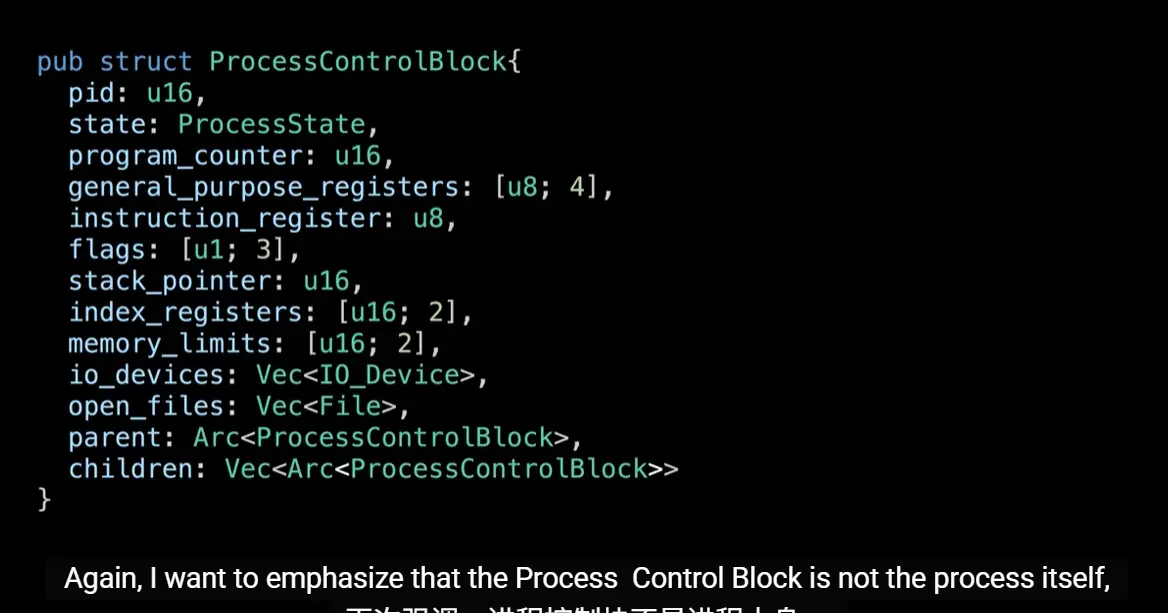 pub struct ProcessControlBlock{
  pid: u16,
  state: ProcessState,
  program_counter: u16,
  general_purpose_registers: [u8; 4],
  instruction_register: u8,
  flags: [u1; 3],
  stack_pointer: u16,
  index_registers: [u16; 2],
  memory_limits: [u16; 2],
  io_devices: Vec<IO_Device>,
  open_files: Vec<File>,
  parent: Arc<ProcessControlBlock>,
  children: Vec<Arc<ProcessControlBlock>>
}
Again, I want to emphasize that the Process  Control Block is not the process itself,